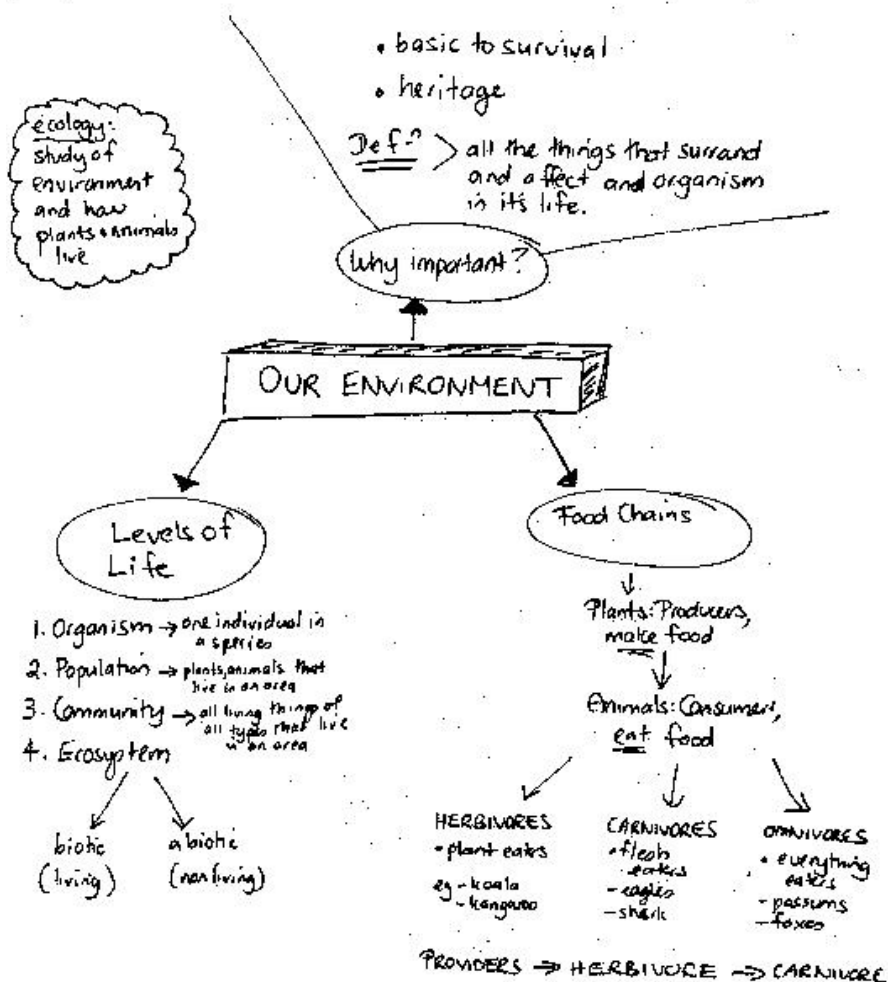 • basic to survival
• heritage
Def-n > all the things that surrand
and affect and organism
in it's life.
ecology:
study of
environment
and how
plants & animals
live
Why important?
OUR ENVIRONMENT
Levels of
Life
1. Organism → one individual in
a species
2. Population → plants, animals that
live in an area
3. Community → all living things of
all types that live
in an area
4. Ecosystem
biotic
(living)
abiotic
(nonliving)
Food Chains
Plants: Producers,
make food
Animals: Consumers,
eat food
HERBIVORES
• plant eaters
eg - koala
- kangaroo
CARNIVORES
• flesh
eaters
- eagles
- shark
OMNIVORES
• everything
eaters
- possums
- foxes
PROVIDERS → HERBIVORE → CARNIVORE